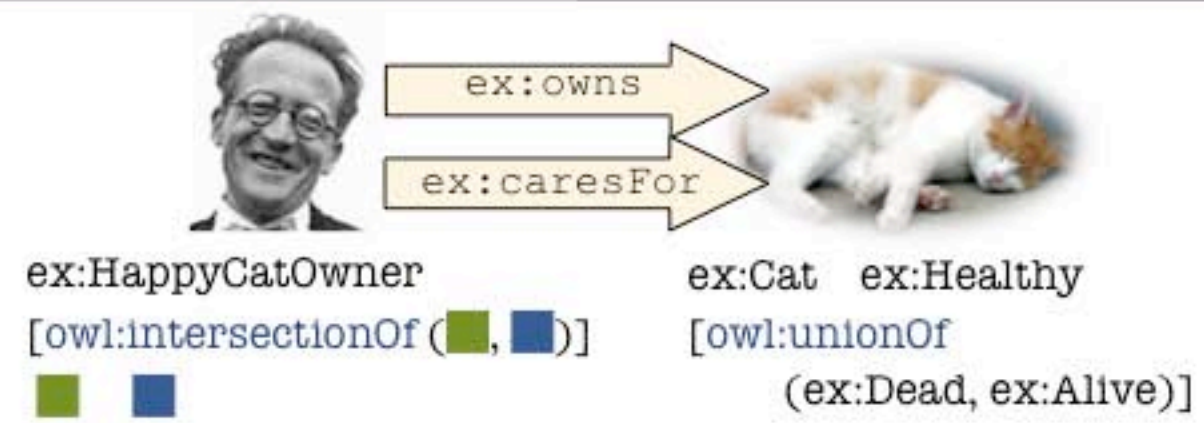 ex:owns
ex:caresFor
ex:HappyCatOwner
[owl:intersectionOf ( , )]
ex:Cat ex:Healthy
[owl:unionOf
(ex:Dead, ex:Alive)]